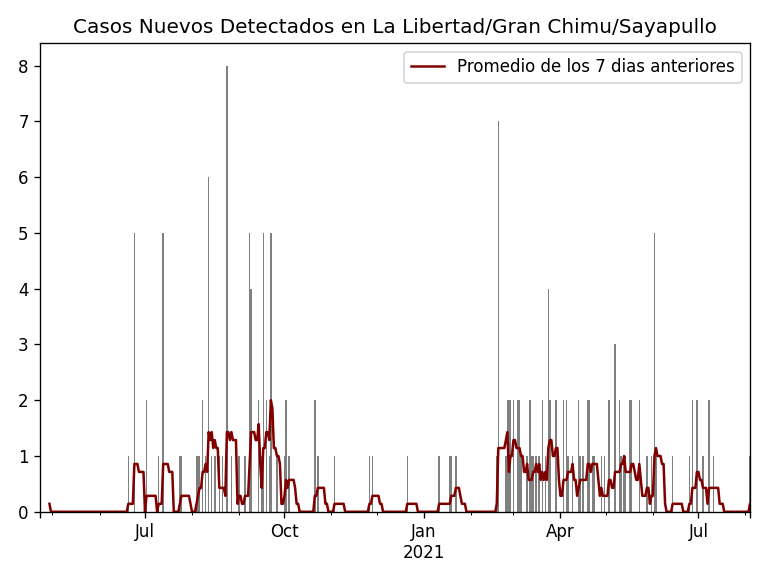 Casos Nuevos Detectados en La Libertad/Gran Chimu/Sayapullo
Promedio de los 7 dias anteriores
8
7
6
5
4
3
2
1
0
Jul
Oct
Jan
Apr
Jul
2021